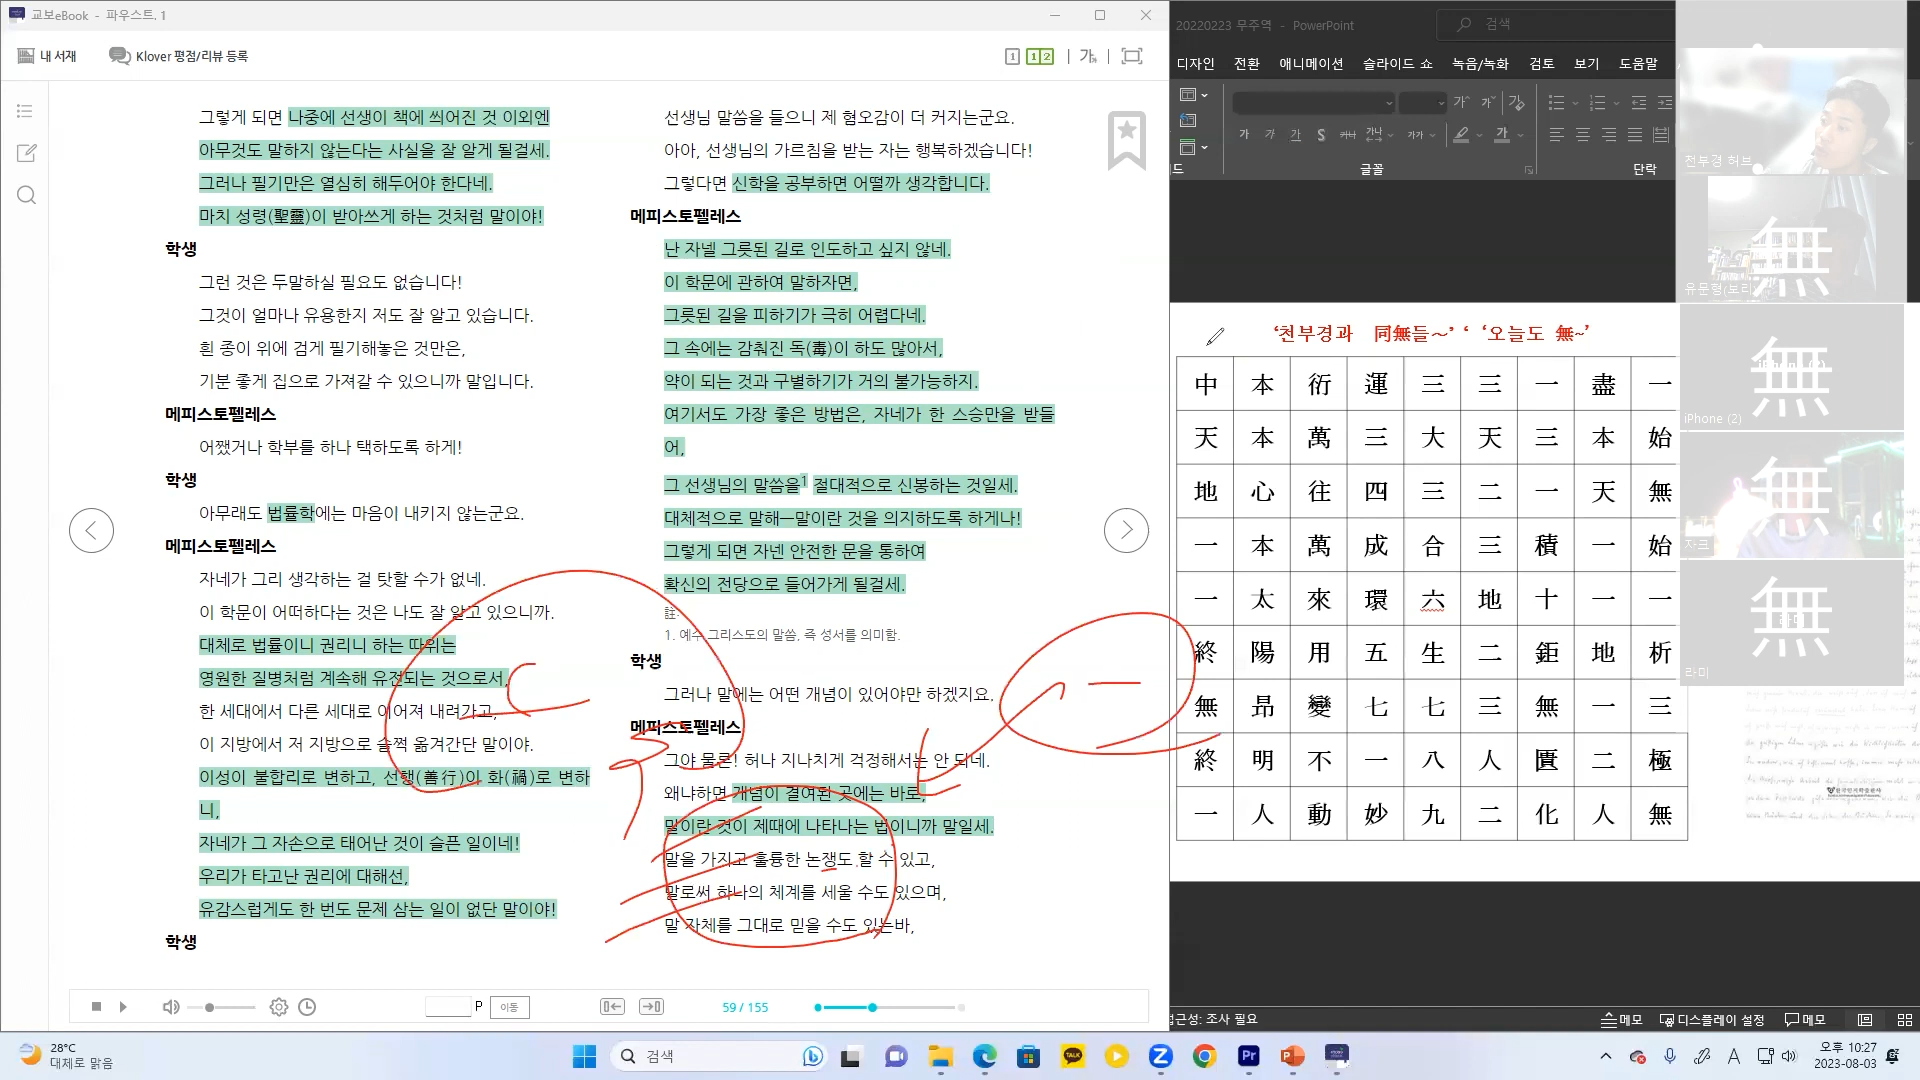 교보eBook - 파우스트. 1
내 서재
Klover 평점/리뷰 등록
그렇게 되면 나중에 선생이 책에 씌어진 것 이외엔
아무것도 말하지 않는다는 사실을 잘 알게 될걸세.
그러나 필기만은 열심히 해두어야 한다네.
마치 성령(聖靈)이 받아쓰게 하는 것처럼 말이야!
학생
그런 것은 두말하실 필요도 없습니다!
그것이 얼마나 유용한지 저도 잘 알고 있습니다.
흰 종이 위에 검게 필기해놓은 것만은,
기분 좋게 집으로 가져갈 수 있으니까 말입니다.
메피스토펠레스
어쨌거나 학부를 하나 택하도록 하게!
학생
아무래도 법률학에는 마음이 내키지 않는군요.
메피스토펠레스
자네가 그리 생각하는 걸 탓할 수가 없네.
이 학문이 어떠하다는 것은 나도 잘 알고 있으니까.
대체로 법률이니 권리니 하는 따위는
영원한 질병처럼 계속해 유전되는 것으로서,
한 세대에서 다른 세대로 이어져 내려가고,
이 지방에서 저 지방으로 슬쩍 옮겨간단 말이야.
이성이 불합리로 변하고, 선행(善行)이 화(禍)로 변하
니,
자네가 그 자손으로 태어난 것이 슬픈 일이네!
우리가 타고난 권리에 대해선,
유감스럽게도 한 번도 문제 삼는 일이 없단 말이야!
학생
선생님 말씀을 들으니 제 혐오감이 더 커지는군요.
아아, 선생님의 가르침을 받는 자는 행복하겠습니다!
그렇다면 신학을 공부하면 어떨까 생각합니다.
메피스토펠레스
난 자넬 그릇된 길로 인도하고 싶지 않네.
이 학문에 관하여 말하자면,
그릇된 길을 피하기가 극히 어렵다네.
그 속에는 감춰진 독(毒)이 하도 많아서,
약이 되는 것과 구별하기가 거의 불가능하지.
여기서도 가장 좋은 방법은, 자네가 한 스승만을 받들
어,
그 선생님의 말씀을1 절대적으로 신봉하는 것일세.
대체적으로 말해—말이란 것을 의지하도록 하게나!
그렇게 되면 자넨 안전한 문을 통하여
확신의 전당으로 들어가게 될걸세.
註.
1. 예수 그리스도의 말씀, 즉 성서를 의미함.
학생
그러나 말에는 어떤 개념이 있어야만 하겠지요.
메피스토펠레스
그야 물론! 허나 지나치게 걱정해서는 안 되네.
왜냐하면 개념이 결여된 곳에는 바로,
말이란 것이 제때에 나타나는 법이니까 말일세.
말을 가지고 훌륭한 논쟁도 할 수 있고,
말로써 하나의 체계를 세울 수도 있으며,
말 자체를 그대로 믿을 수도 있는바,
P 이동
59 / 155
20220223 무주역 - PowerPoint
검색
디자인 전환 애니메이션 슬라이드 쇼 녹음/녹화 검토 보기 도움말
글꼴 단락
‘천부경과 同無들~’ ‘ ‘오늘도 無~’
中 本 衍 運 三 三 一 盡 一
天 本 萬 三 大 天 三 本 始
地 心 往 四 三 二 一 天 無
一 本 萬 成 合 三 積 一 始
一 太 來 環 六 地 十 一 一
終 陽 用 五 生 二 鉅 地 析
無 昻 變 七 七 三 無 一 三
終 明 不 一 八 人 匱 二 極
一 人 動 妙 九 二 化 人 無
천부경 허브
無
유문형(보리
無
iPhone (2)
無
자크
無
라미
접근성: 조사 필요
메모 디스플레이 설정 메모
28°C
대체로 맑음
검색
오후 10:27
2023-08-03